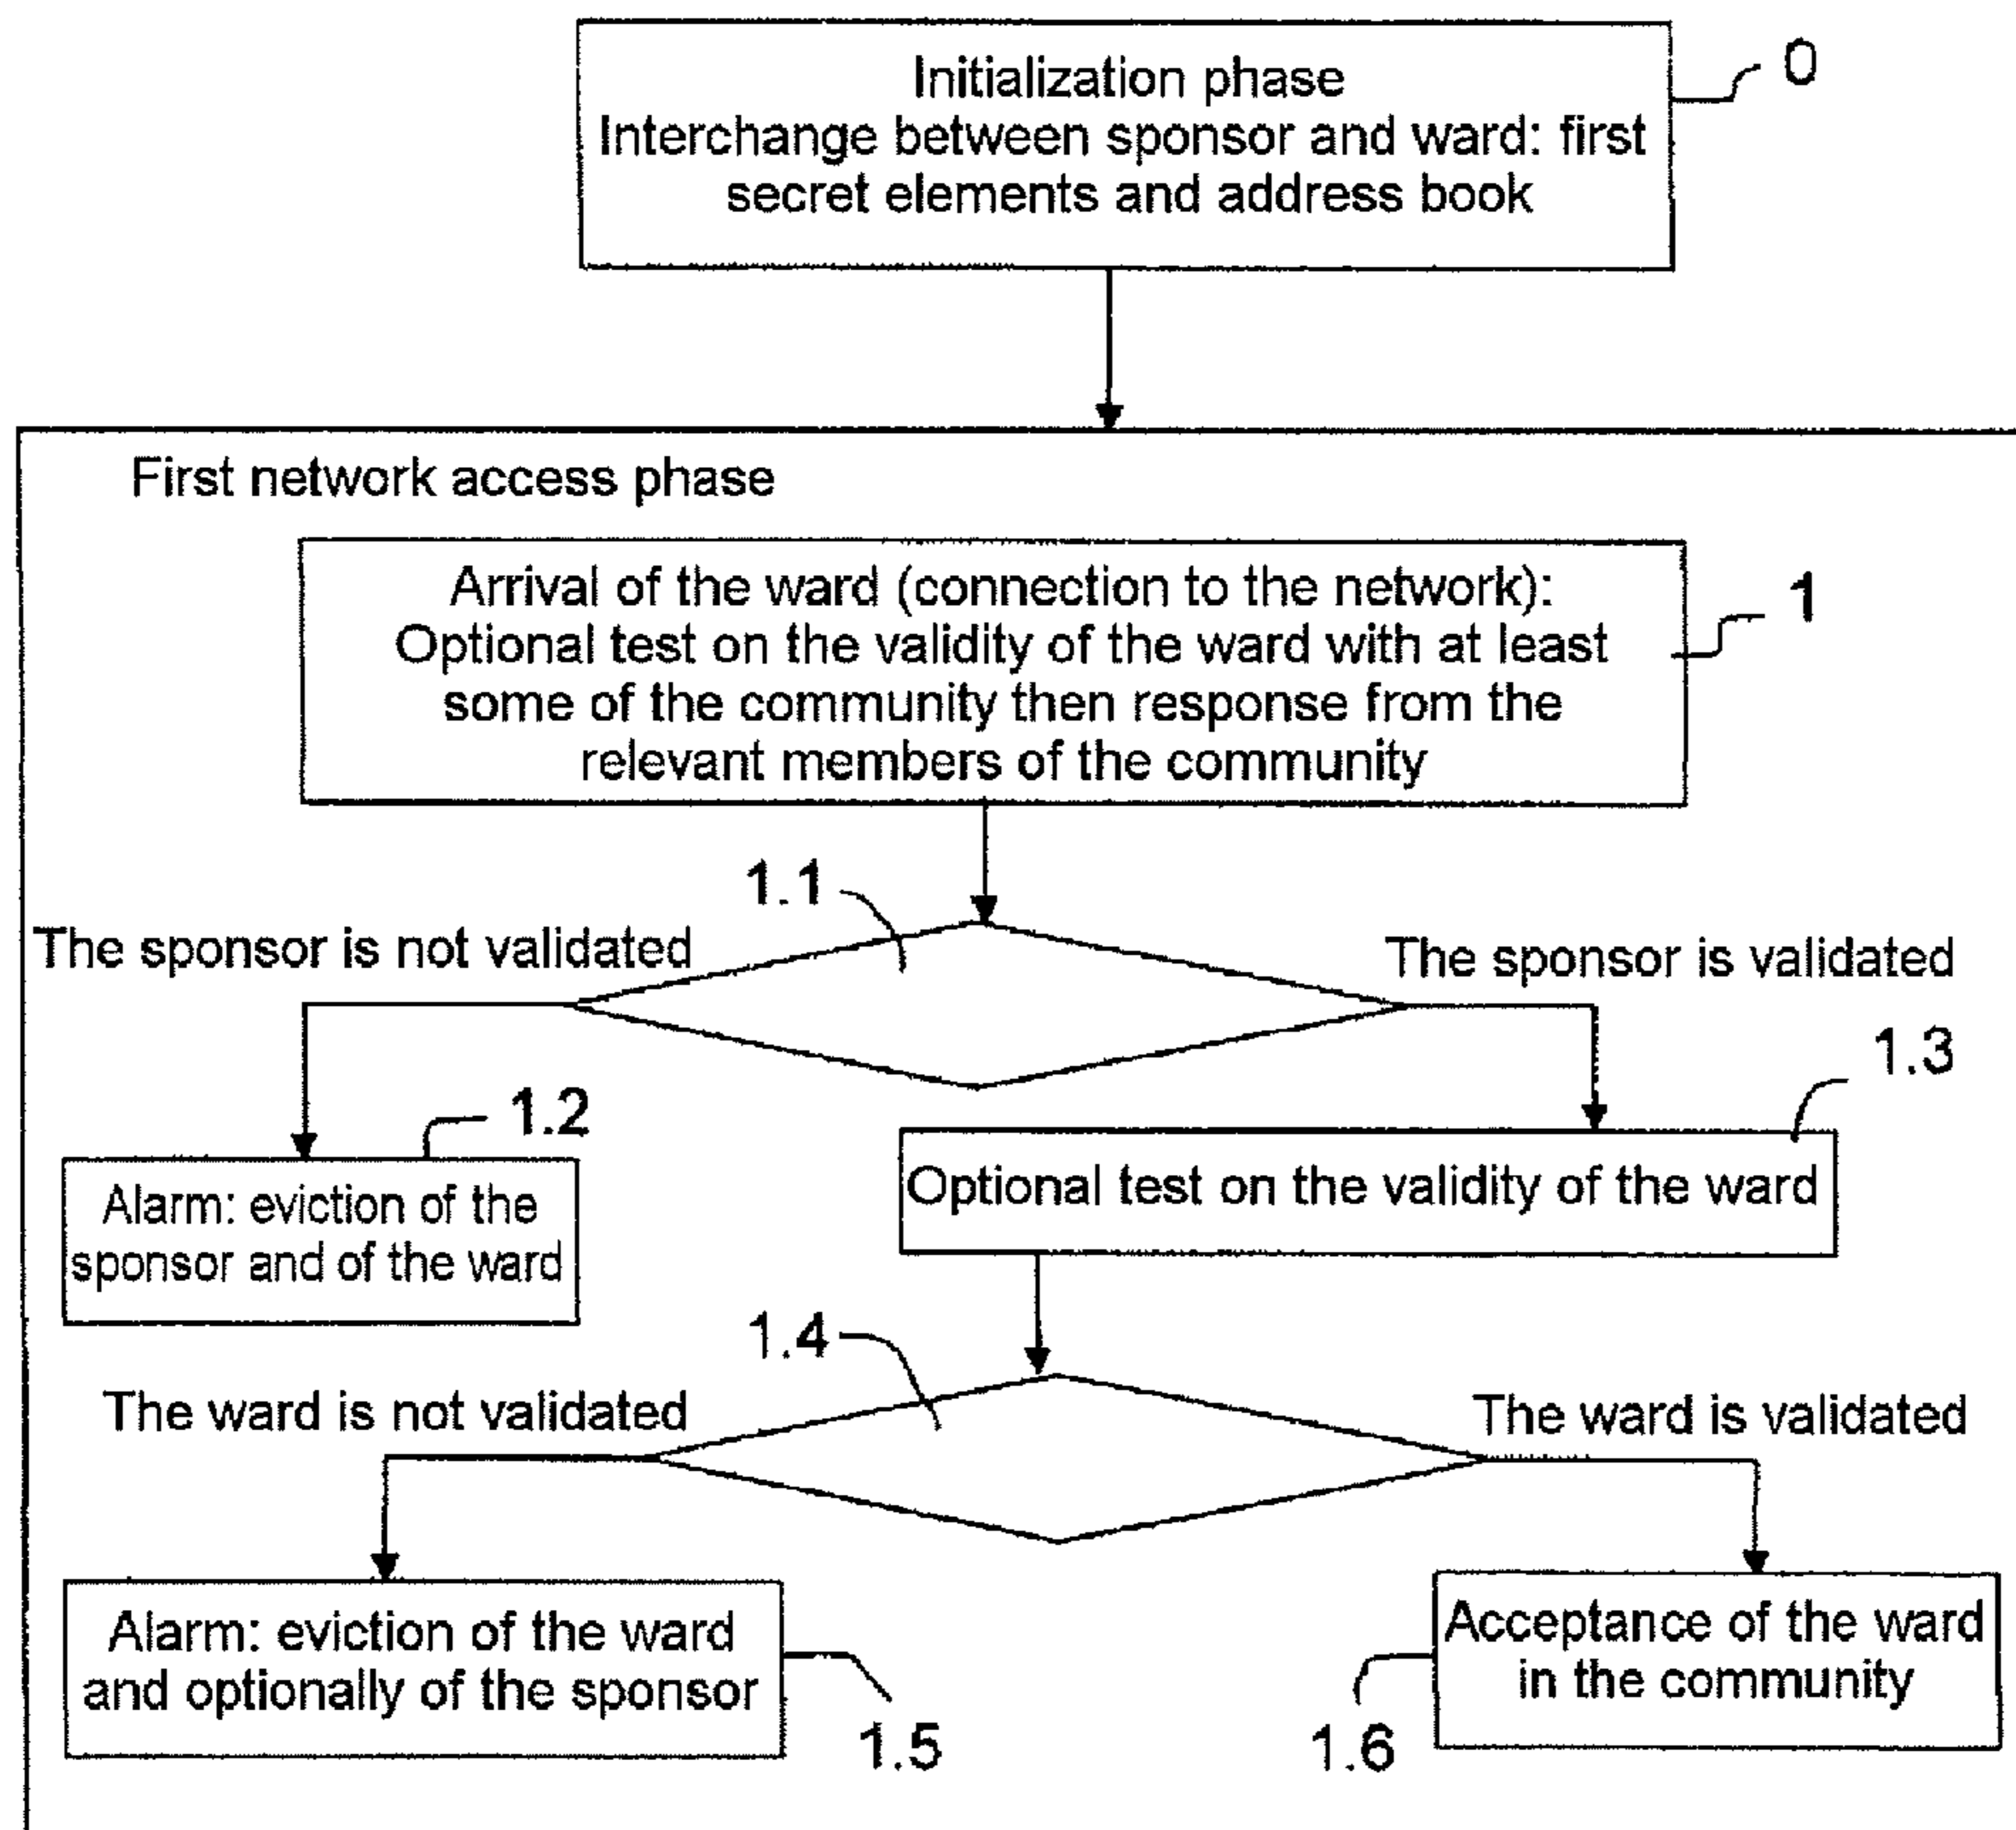 Initialization phase
Interchange between sponsor and ward: first
secret elements and address book
0
First network access phase
Arrival of the ward (connection to the network):
Optional test on the validity of the ward with at least
some of the community then response from the
relevant members of the community
1
1.1
The sponsor is not validated
The sponsor is validated
1.3
1.2
Alarm: eviction of the
sponsor and of the ward
Optional test on the validity of the ward
1.4
The ward is not validated
The ward is validated
Alarm: eviction of the ward
and optionally of the sponsor
1.5
Acceptance of the ward
in the community
1.6